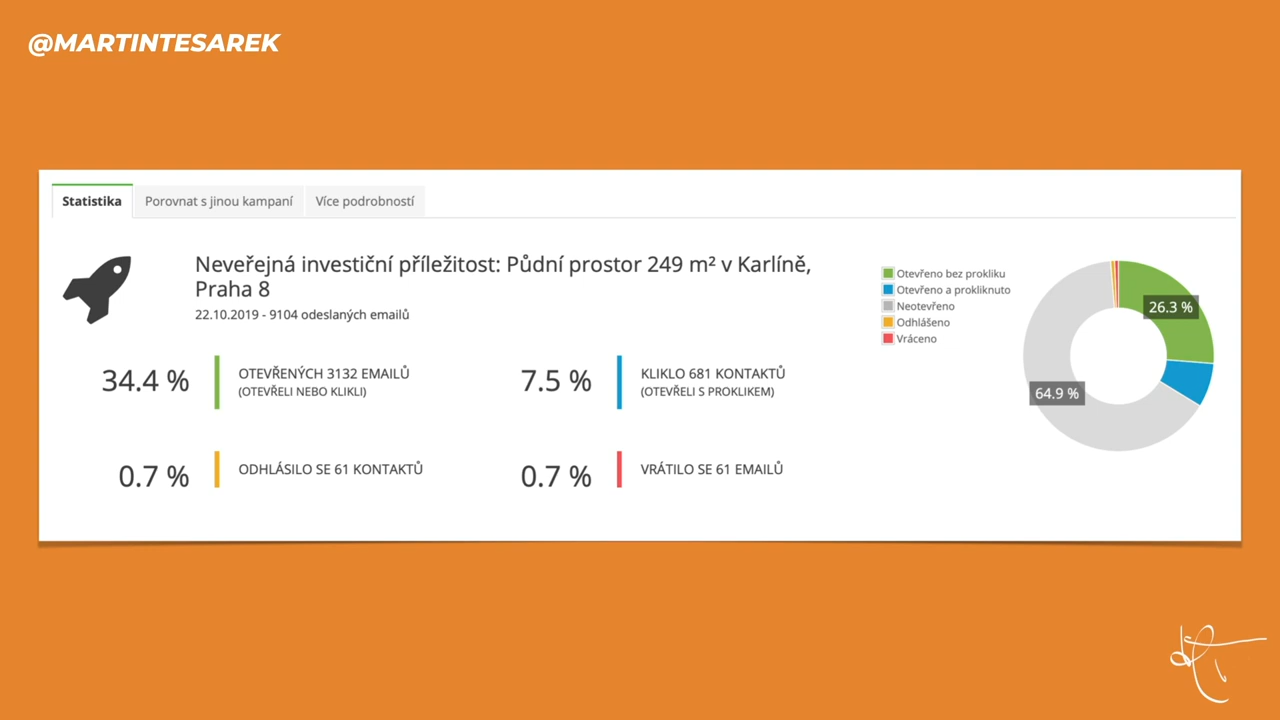 @MARTINTESAREK
Statistika
Porovnat s jinou kampaní
Více podrobností
Neveřejná investiční příležitost: Půdní prostor 249 m² v Karlíně,
Praha 8
22.10.2019 - 9104 odeslaných emailů
34.4 %
OTEVŘENÝCH 3132 EMAILŮ
(OTEVŘELI NEBO KLIKLI)
7.5 %
KLIKLO 681 KONTAKTŮ
(OTEVŘELI S PROKLIKEM)
0.7 %
ODHLÁSILO SE 61 KONTAKTŮ
0.7 %
VRÁTILO SE 61 EMAILŮ
Otevřeno bez prokliku
Otevřeno a prokliknuto
Neotevřeno
Odhlášeno
Vráceno
26.3 %
64.9 %